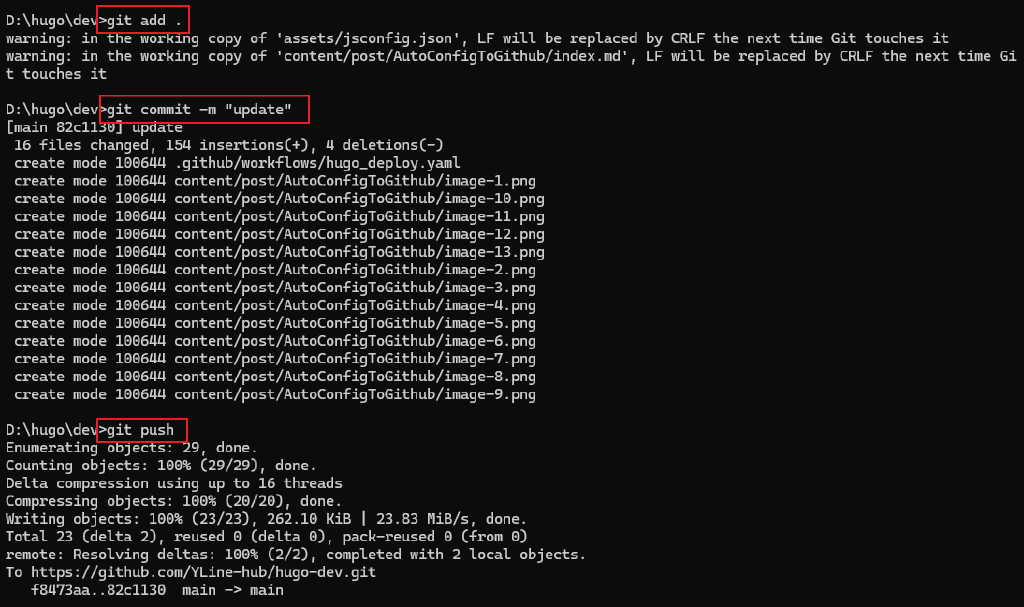 D:\hugo\dev>git add .
warning: in the working copy of 'assets/jsconfig.json', LF will be replaced by CRLF the next time Git touches it
warning: in the working copy of 'content/post/AutoConfigToGithub/index.md', LF will be replaced by CRLF the next time Gi
t touches it
D:\hugo\dev>git commit -m "update"
[main 82c1130] update
 16 files changed, 154 insertions(+), 4 deletions(-)
 create mode 100644 .github/workflows/hugo_deploy.yaml
 create mode 100644 content/post/AutoConfigToGithub/image-1.png
 create mode 100644 content/post/AutoConfigToGithub/image-10.png
 create mode 100644 content/post/AutoConfigToGithub/image-11.png
 create mode 100644 content/post/AutoConfigToGithub/image-12.png
 create mode 100644 content/post/AutoConfigToGithub/image-13.png
 create mode 100644 content/post/AutoConfigToGithub/image-2.png
 create mode 100644 content/post/AutoConfigToGithub/image-3.png
 create mode 100644 content/post/AutoConfigToGithub/image-4.png
 create mode 100644 content/post/AutoConfigToGithub/image-5.png
 create mode 100644 content/post/AutoConfigToGithub/image-6.png
 create mode 100644 content/post/AutoConfigToGithub/image-7.png
 create mode 100644 content/post/AutoConfigToGithub/image-8.png
 create mode 100644 content/post/AutoConfigToGithub/image-9.png
D:\hugo\dev>git push
Enumerating objects: 29, done.
Counting objects: 100% (29/29), done.
Delta compression using up to 16 threads
Compressing objects: 100% (20/20), done.
Writing objects: 100% (23/23), 262.10 KiB | 23.83 MiB/s, done.
Total 23 (delta 2), reused 0 (delta 0), pack-reused 0 (from 0)
remote: Resolving deltas: 100% (2/2), completed with 2 local objects.
To https://github.com/YLine-hub/hugo-dev.git
   f8473aa..82c1130  main -> main